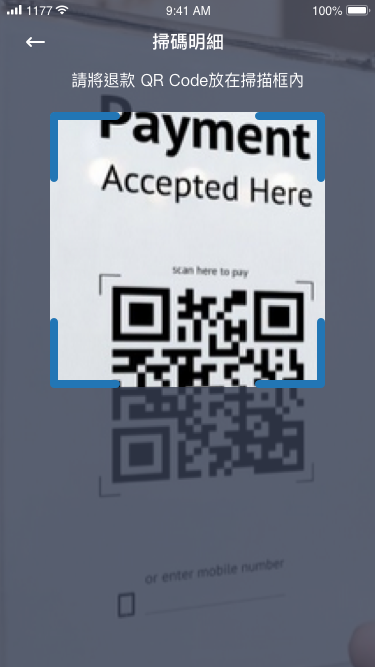 1177
9:41 AM
100%
掃碼明細
請將退款 QR Code放在掃描框內
Payment
Accepted Here
scan here to pay
or enter mobile number